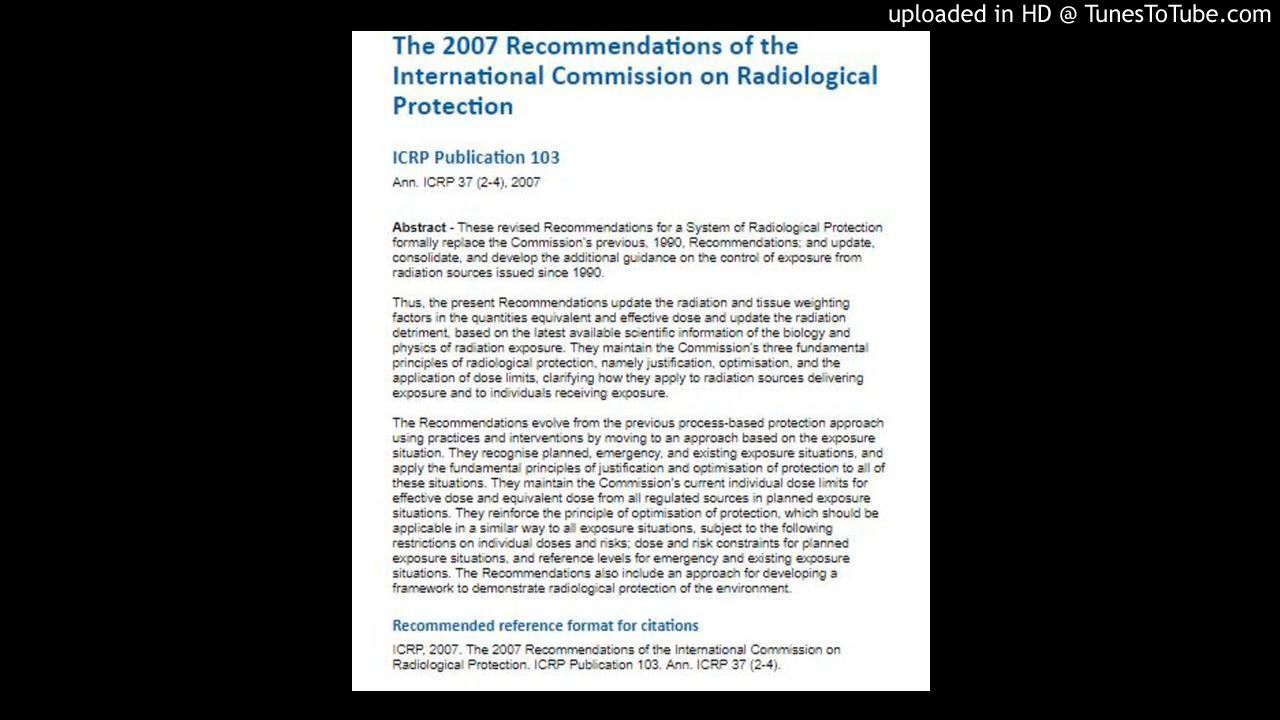 uploaded in HD @ TunesToTube.com
The 2007 Recommendations of the
International Commission on Radiological
Protection
ICRP Publication 103
Ann. ICRP 37 (2-4), 2007
Abstract - These revised Recommendations for a System of Radiological Protection
formally replace the Commission's previous, 1990, Recommendations; and update,
consolidate, and develop the additional guidance on the control of exposure from
radiation sources issued since 1990.
Thus, the present Recommendations update the radiation and tissue weighting
factors in the quantities equivalent and effective dose and update the radiation
detriment, based on the latest available scientific information of the biology and
physics of radiation exposure. They maintain the Commission's three fundamental
principles of radiological protection, namely justification, optimisation, and the
application of dose limits, clarifying how they apply to radiation sources delivering
exposure and to individuals receiving exposure.
The Recommendations evolve from the previous process-based protection approach
using practices and interventions by moving to an approach based on the exposure
situation. They recognise planned, emergency, and existing exposure situations, and
apply the fundamental principles of justification and optimisation of protection to all of
these situations. They maintain the Commission's current individual dose limits for
effective dose and equivalent dose from all regulated sources in planned exposure
situations. They reinforce the principle of optimisation of protection, which should be
applicable in a similar way to all exposure situations, subject to the following
restrictions on individual doses and risks; dose and risk constraints for planned
exposure situations, and reference levels for emergency and existing exposure
situations. The Recommendations also include an approach for developing a
framework to demonstrate radiological protection of the environment.
Recommended reference format for citations
ICRP, 2007. The 2007 Recommendations of the International Commission on
Radiological Protection. ICRP Publication 103. Ann. ICRP 37 (2-4).